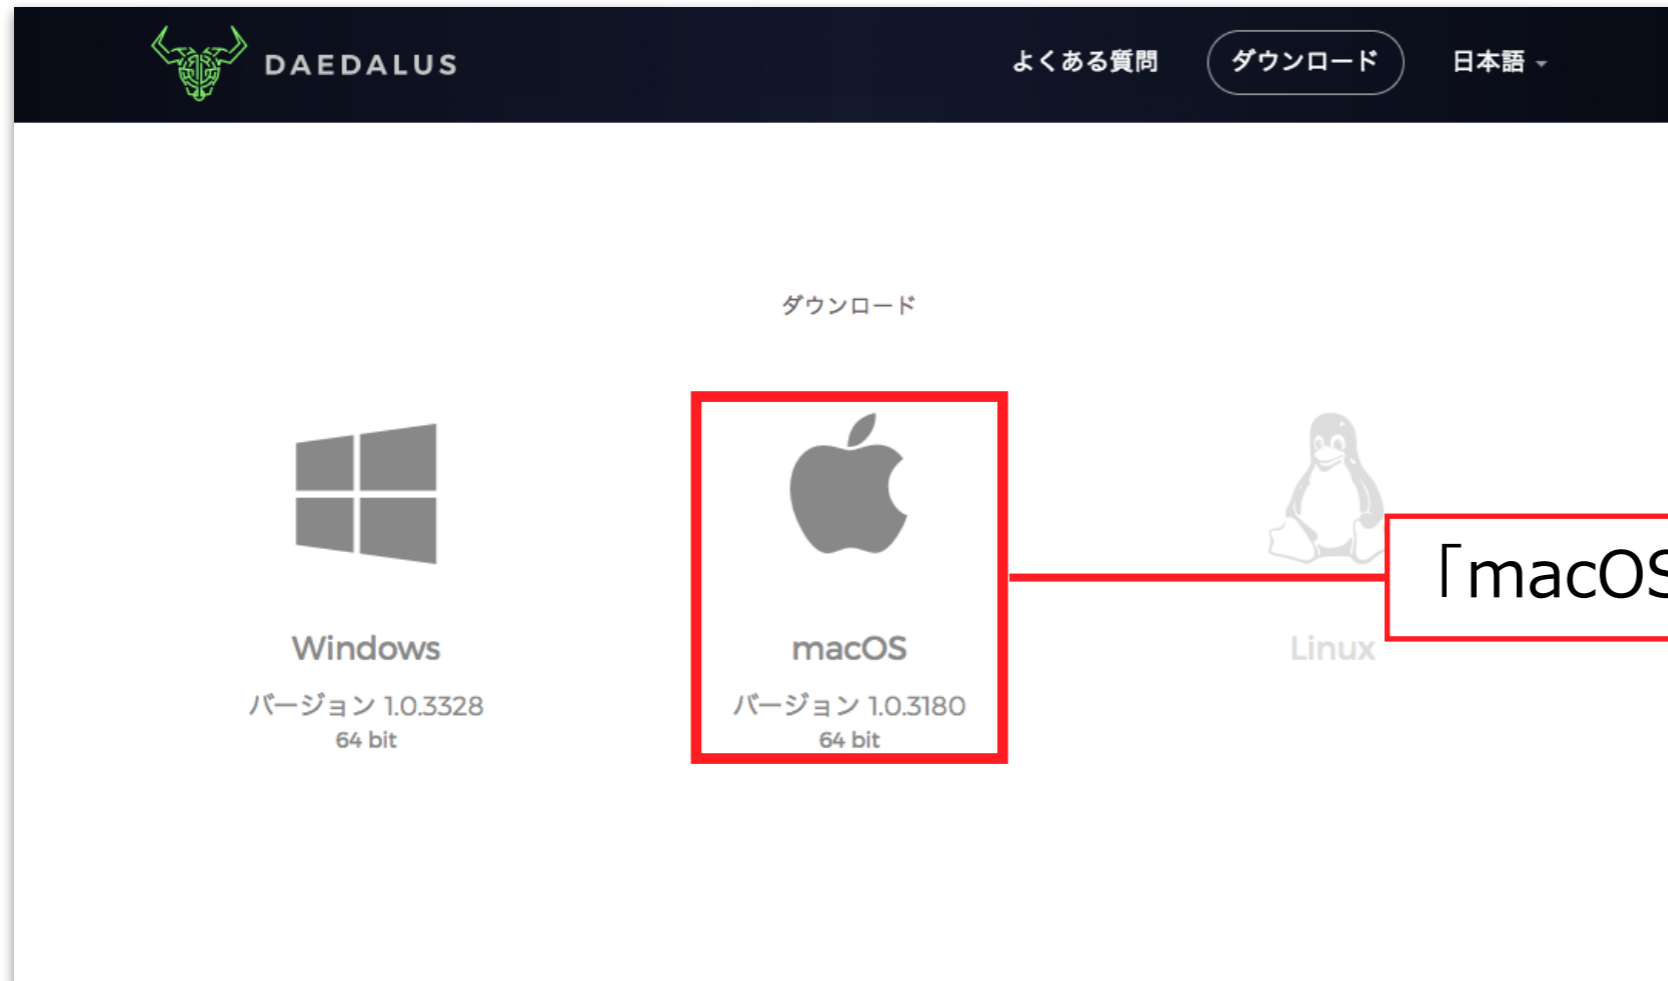 DAEDALUS
よくある質問
ダウンロード
日本語
ダウンロード
Windows
バージョン 1.0.3328
64 bit
macOS
バージョン 1.0.3180
64 bit
Linux
「macOS